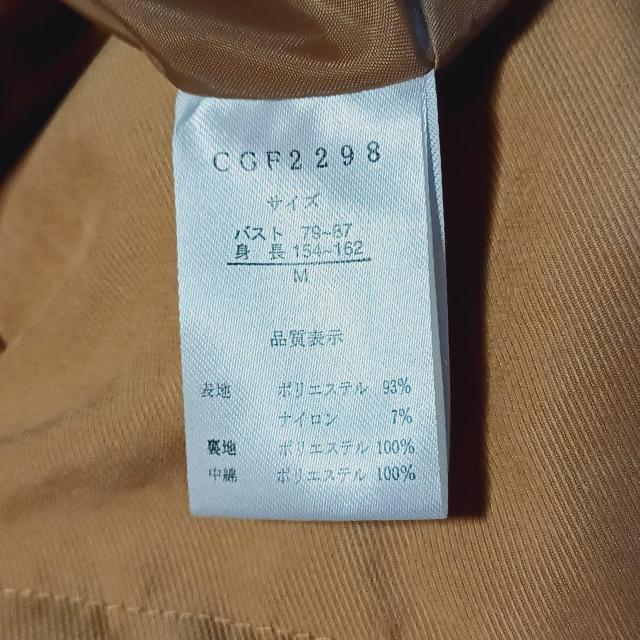 CGF2298
サイズ
バスト 79~87
身 長 154~162
M
品質表示
表地 ポリエステル 93%
ナイロン 7%
裏地 ポリエステル 100%
中綿 ポリエステル 100%